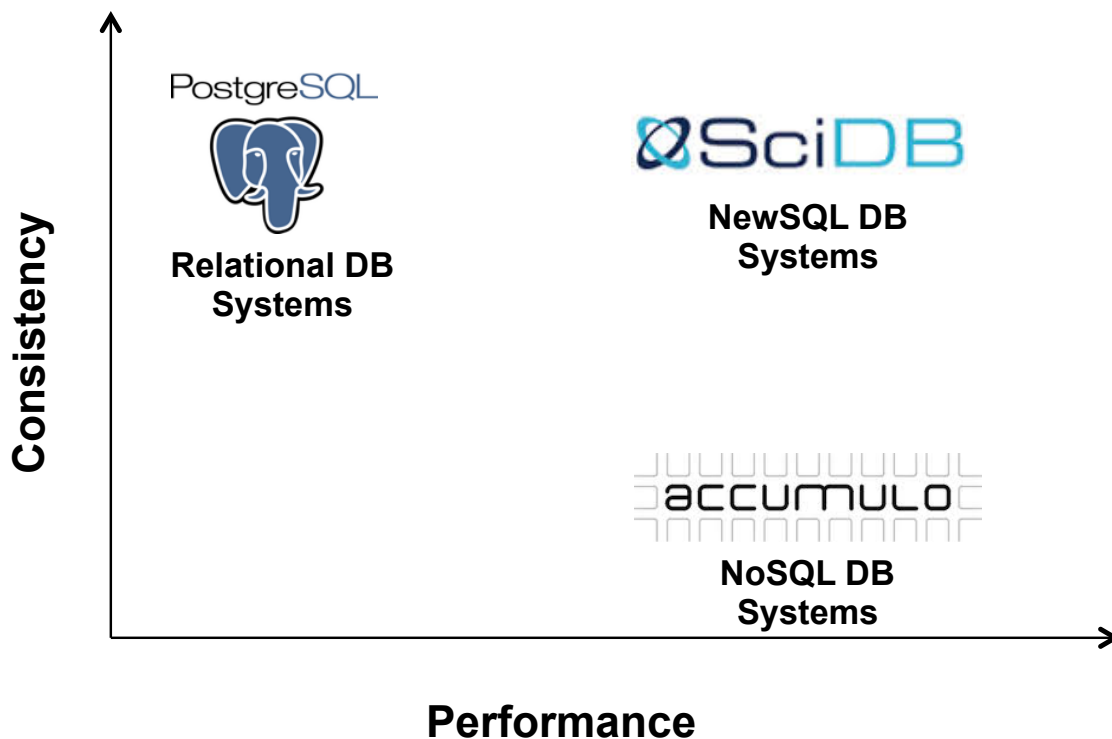 PostgreSQL
Relational DB
Systems
SciDB
NewSQL DB
Systems
accumulo
NoSQL DB
Systems
Consistency
Performance